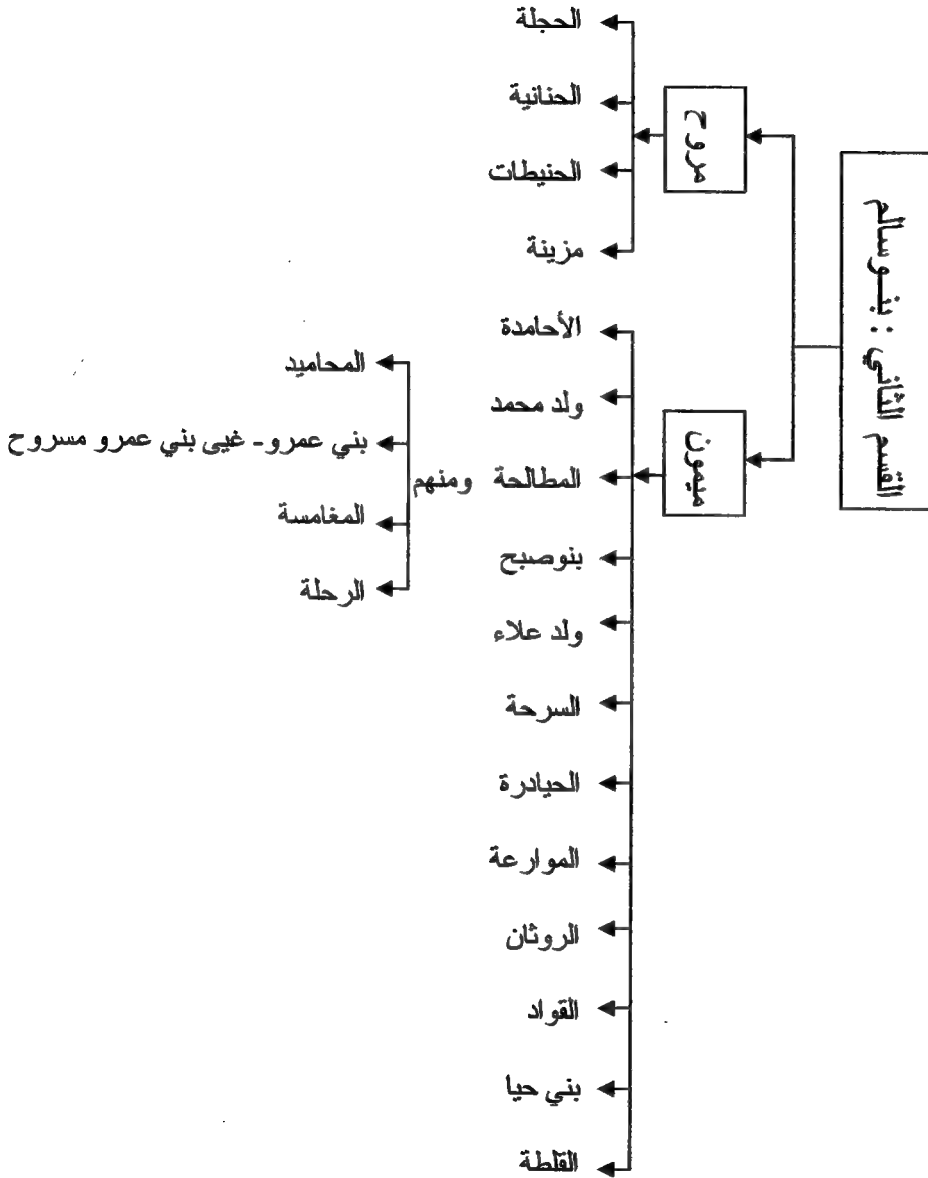 القسم الثاني : بنو سالم
مروح
الحجلة
الحنانية
الحنيطات
مزينة
ميمون
الأحامدة
ولد محمد
المطالحة
ومنهم
المحاميد
بني عمرو - غيى بني عمرو مسروح
المغامسة
الرحلة
بنوصبح
ولد علاء
السرحة
الحيادرة
الموارعة
الروثان
القواد
بني حيا
القلطة